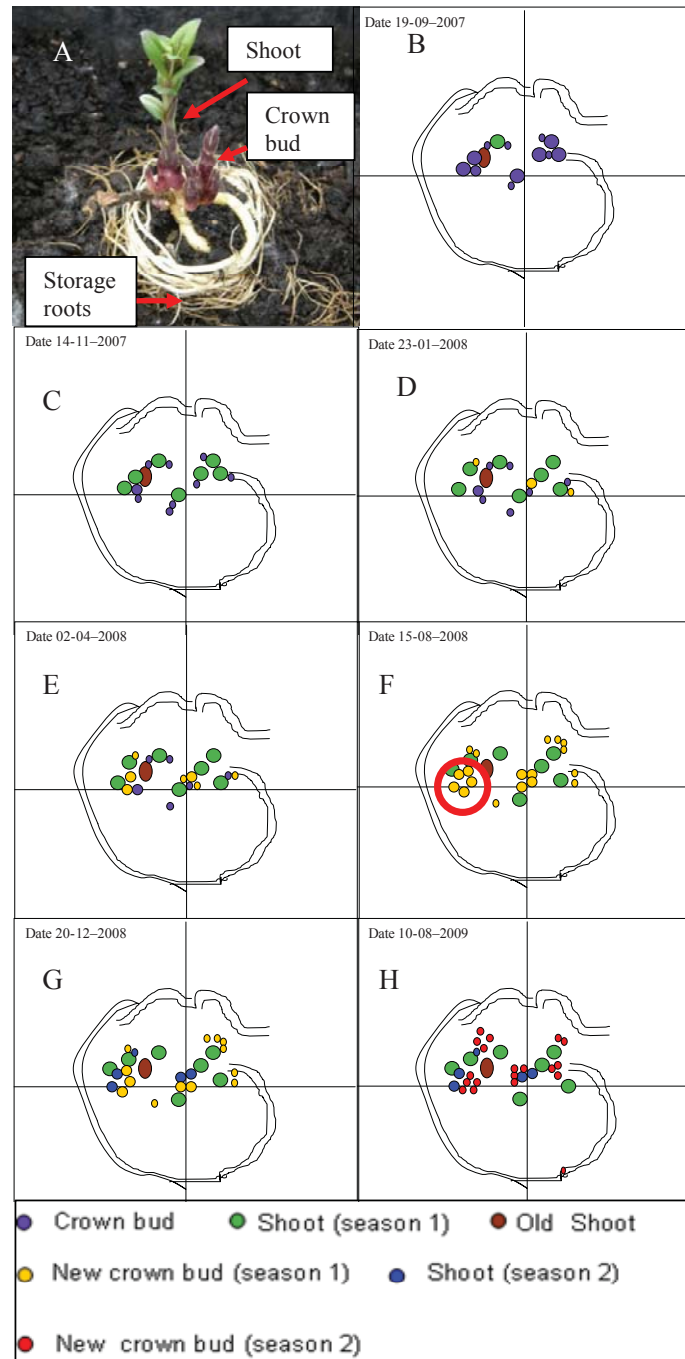 A
Shoot
Crown
bud
Storage
roots
Date 19-09–2007
B
Date 14-11–2007
C
Date 23-01–2008
D
Date 02-04–2008
E
Date 15-08–2008
F
Date 20-12–2008
G
Date 10-08–2009
H
Crown bud
Shoot (season 1)
Old Shoot
New crown bud (season 1)
Shoot (season 2)
New crown bud (season 2)